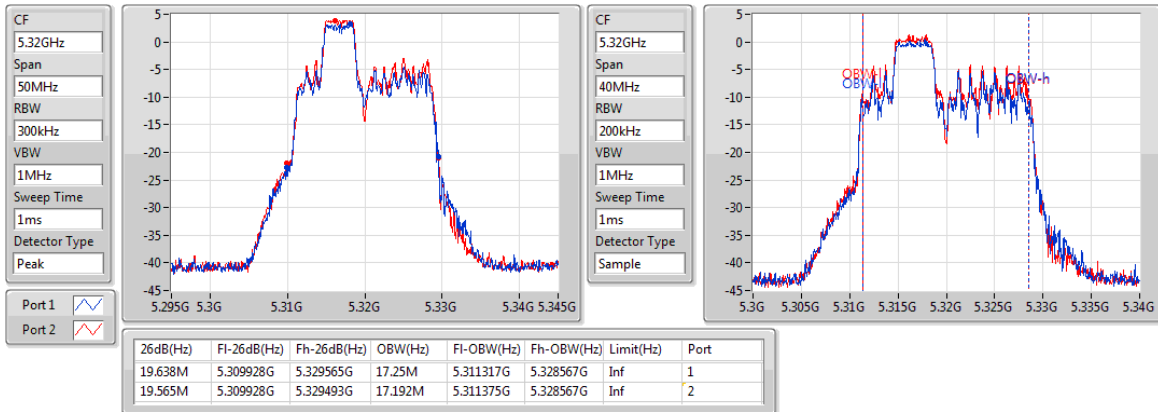 CF
5.32GHz
Span
50MHz
RBW
300kHz
VBW
1MHz
Sweep Time
1ms
Detector Type
Peak
Port 1
Port 2
5
0
-5
-10
-15
-20
-25
-30
-35
-40
-45
5.295G 5.3G 5.31G 5.32G 5.33G 5.34G 5.345G
CF
5.32GHz
Span
40MHz
RBW
200kHz
VBW
1MHz
Sweep Time
1ms
Detector Type
Sample
5
0
-5
-10
-15
-20
-25
-30
-35
-40
-45
OBW-l
OBW-l
OBW-h
5.3G 5.305G 5.31G 5.315G 5.32G 5.325G 5.33G 5.335G 5.34G
26dB(Hz) Fl-26dB(Hz) Fh-26dB(Hz) OBW(Hz) Fl-OBW(Hz) Fh-OBW(Hz) Limit(Hz) Port
19.638M 5.309928G 5.329565G 17.25M 5.311317G 5.328567G Inf 1
19.565M 5.309928G 5.329493G 17.192M 5.311375G 5.328567G Inf 2